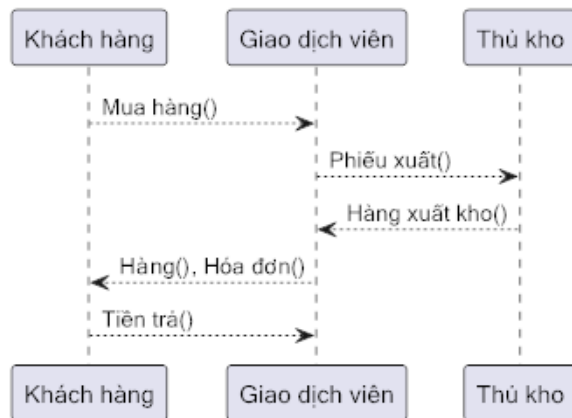 Khách hàng Giao dịch viên Thủ kho
Mua hàng()
Phiếu xuất()
Hàng xuất kho()
Hàng(), Hóa đơn()
Tiền trả()
Khách hàng Giao dịch viên Thủ kho